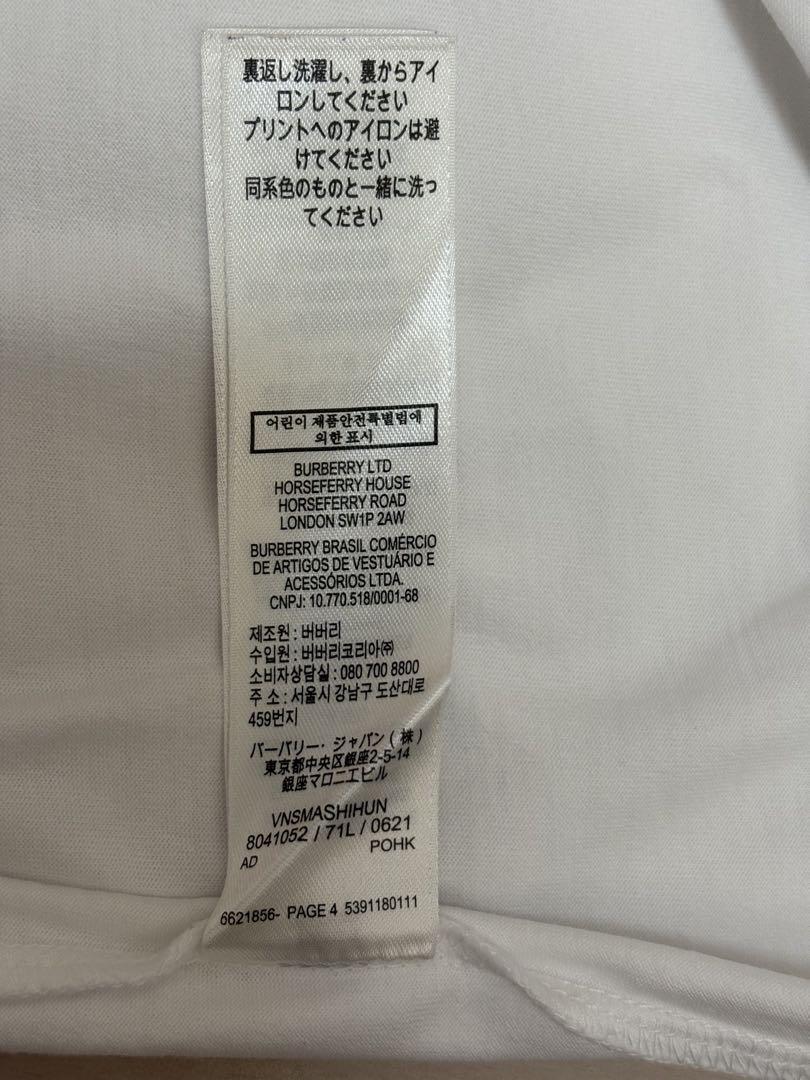 裏返し洗濯し、裏からアイ
ロンしてください
プリントへのアイロンは避
けてください
同系色のものと一緒に洗っ
てください
어린이 제품안전특별법에
의한 표시
BURBERRY LTD
HORSEFERRY HOUSE
HORSEFERRY ROAD
LONDON SW1P 2AW
BURBERRY BRASIL COMÉRCIO
DE ARTIGOS DE VESTUÁRIO E
ACESSÓRIOS LTDA.
CNPJ: 10.770.518/0001-68
제조원 : 버버리
수입원 : 버버리코리아㈜
소비자상담실 : 080 700 8800
주 소 : 서울시 강남구 도산대로
459번지
バーバリー・ジャパン(株)
東京都中央区銀座2-5-14
銀座マロニエビル
VNSMASHIHUN
8041052 / 71L / 0621
AD POHK
6621856- PAGE 4 5391180111